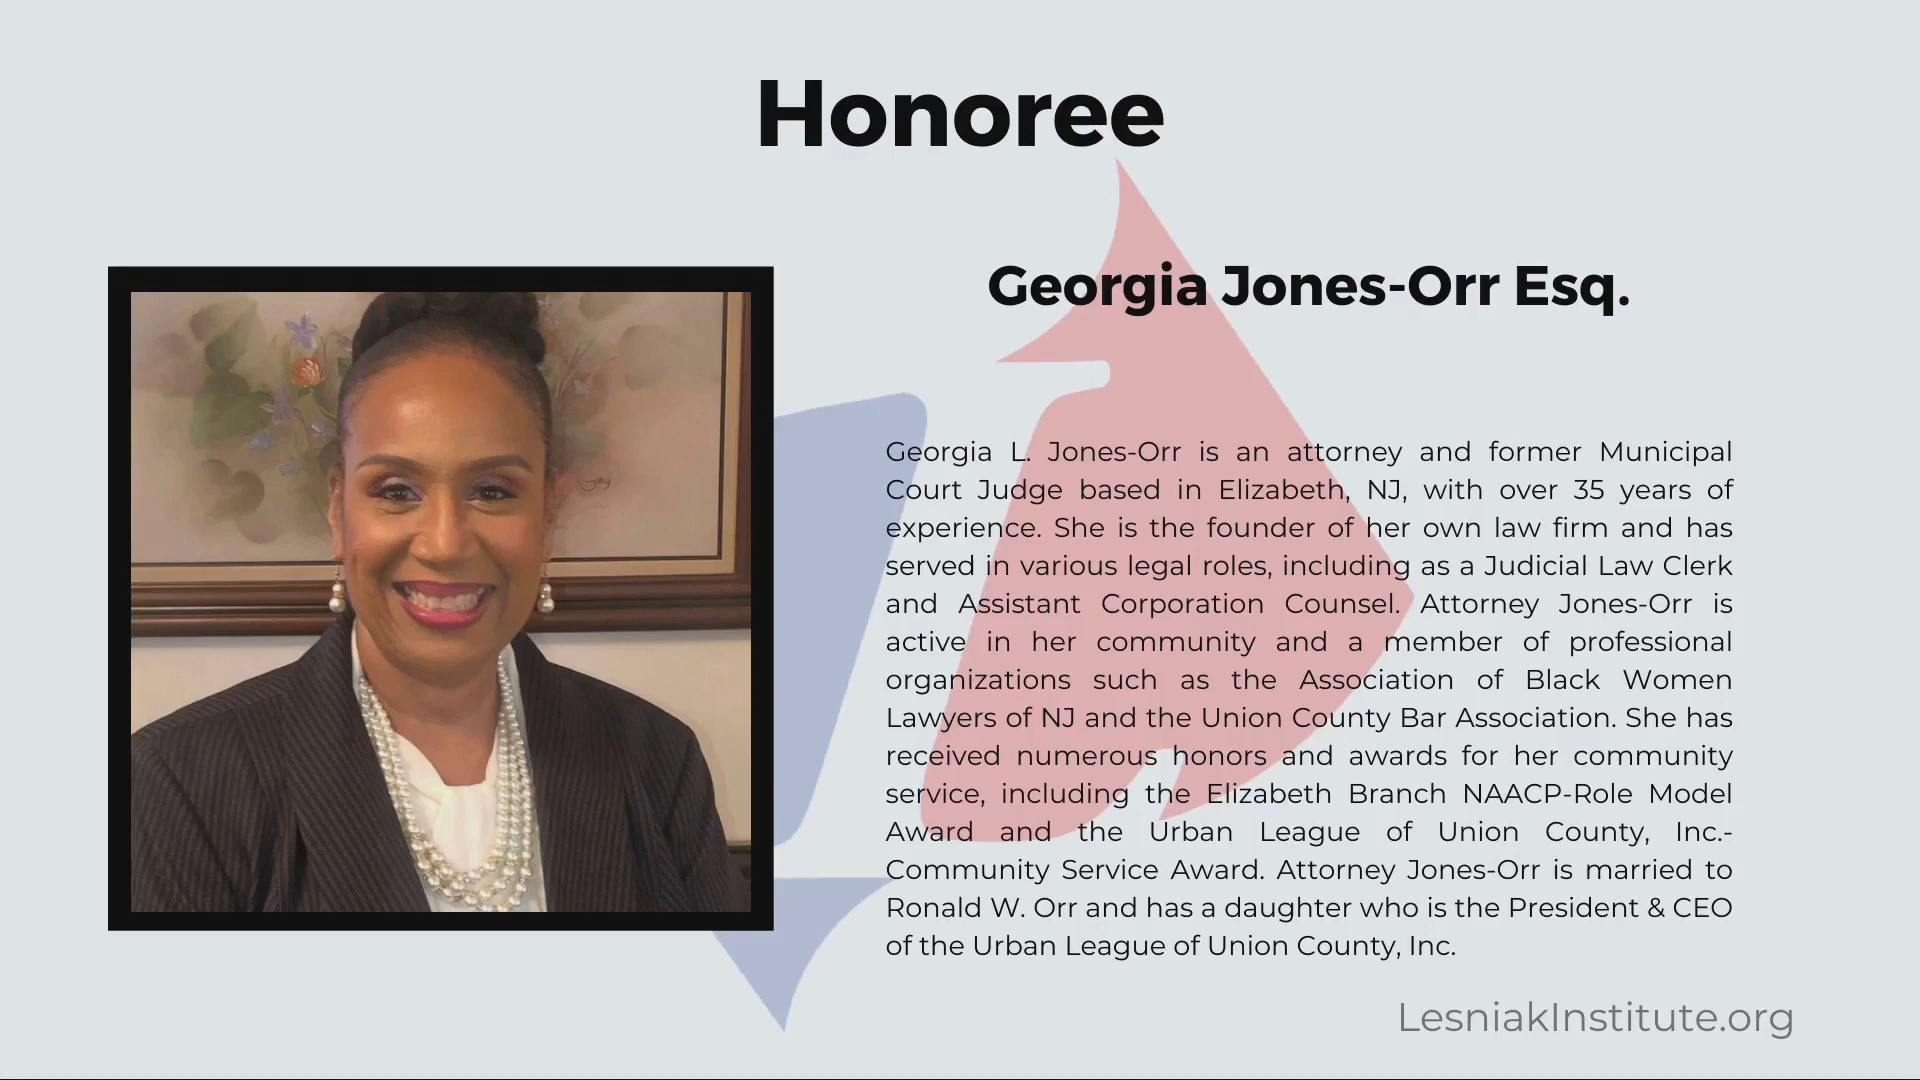 Honoree
Georgia Jones-Orr Esq.
Georgia L. Jones-Orr is an attorney and former Municipal
Court Judge based in Elizabeth, NJ, with over 35 years of
experience. She is the founder of her own law firm and has
served in various legal roles, including as a Judicial Law Clerk
and Assistant Corporation Counsel. Attorney Jones-Orr is
active in her community and a member of professional
organizations such as the Association of Black Women
Lawyers of NJ and the Union County Bar Association. She has
received numerous honors and awards for her community
service, including the Elizabeth Branch NAACP-Role Model
Award and the Urban League of Union County, Inc.-
Community Service Award. Attorney Jones-Orr is married to
Ronald W. Orr and has a daughter who is the President & CEO
of the Urban League of Union County, Inc.
LesniakInstitute.org